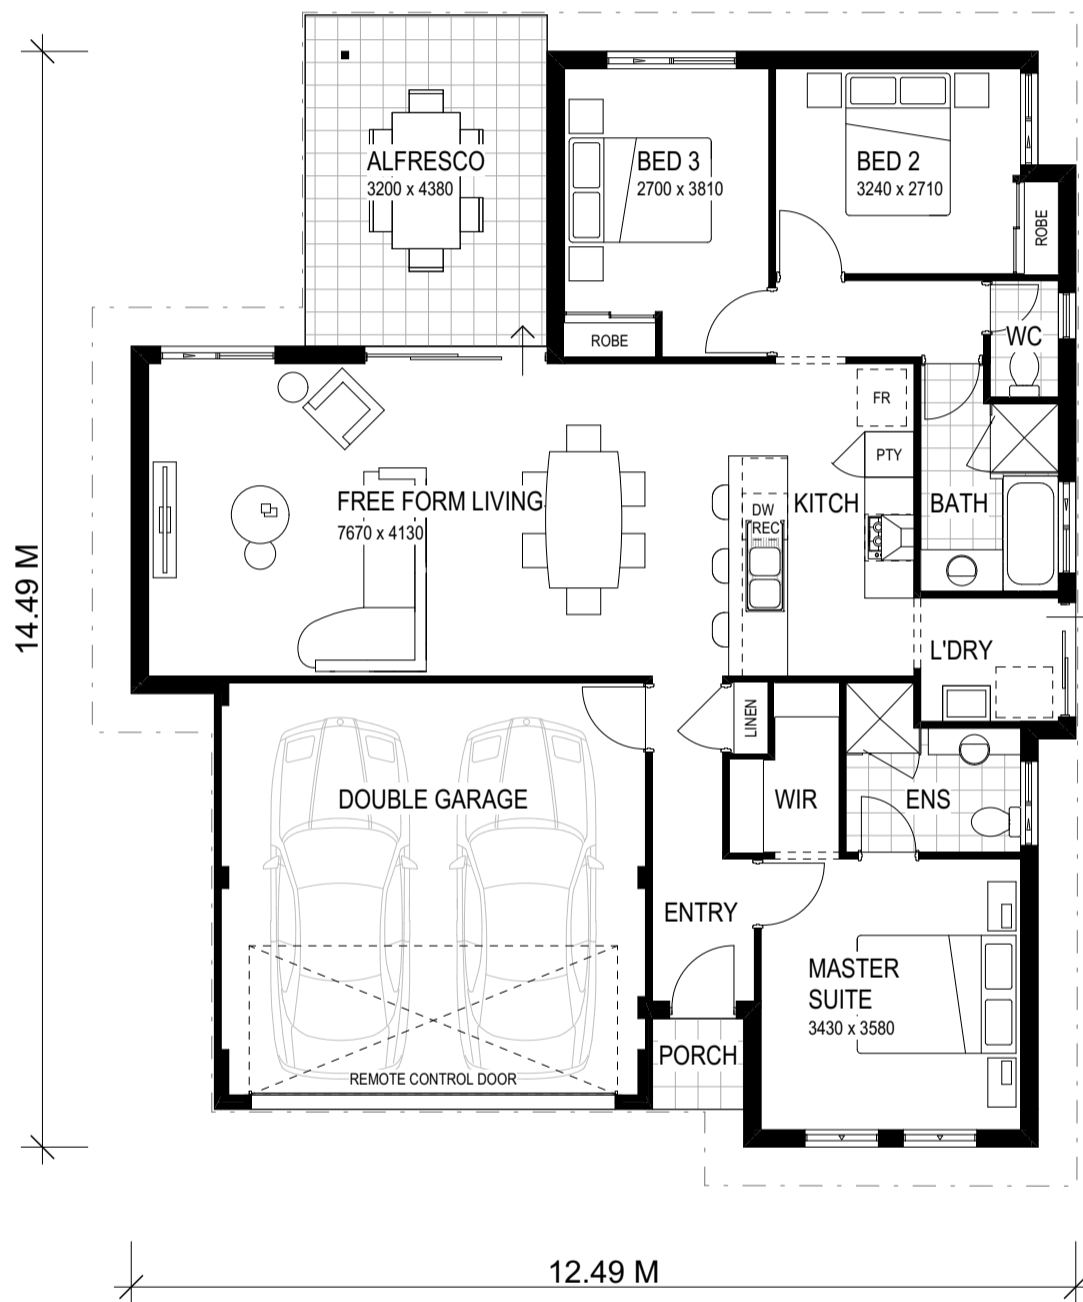 ALFRESCO
3200 x 4380
BED 3
2700 x 3810
BED 2
3240 x 2710
ROBE
ROBE
WC
FR
PTY
FREE FORM LIVING
7670 x 4130
DW
REC
KITCH
BATH
14.49 M
L'DRY
LINEN
DOUBLE GARAGE
WIR
ENS
ENTRY
MASTER
SUITE
3430 x 3580
PORCH
REMOTE CONTROL DOOR
12.49 M